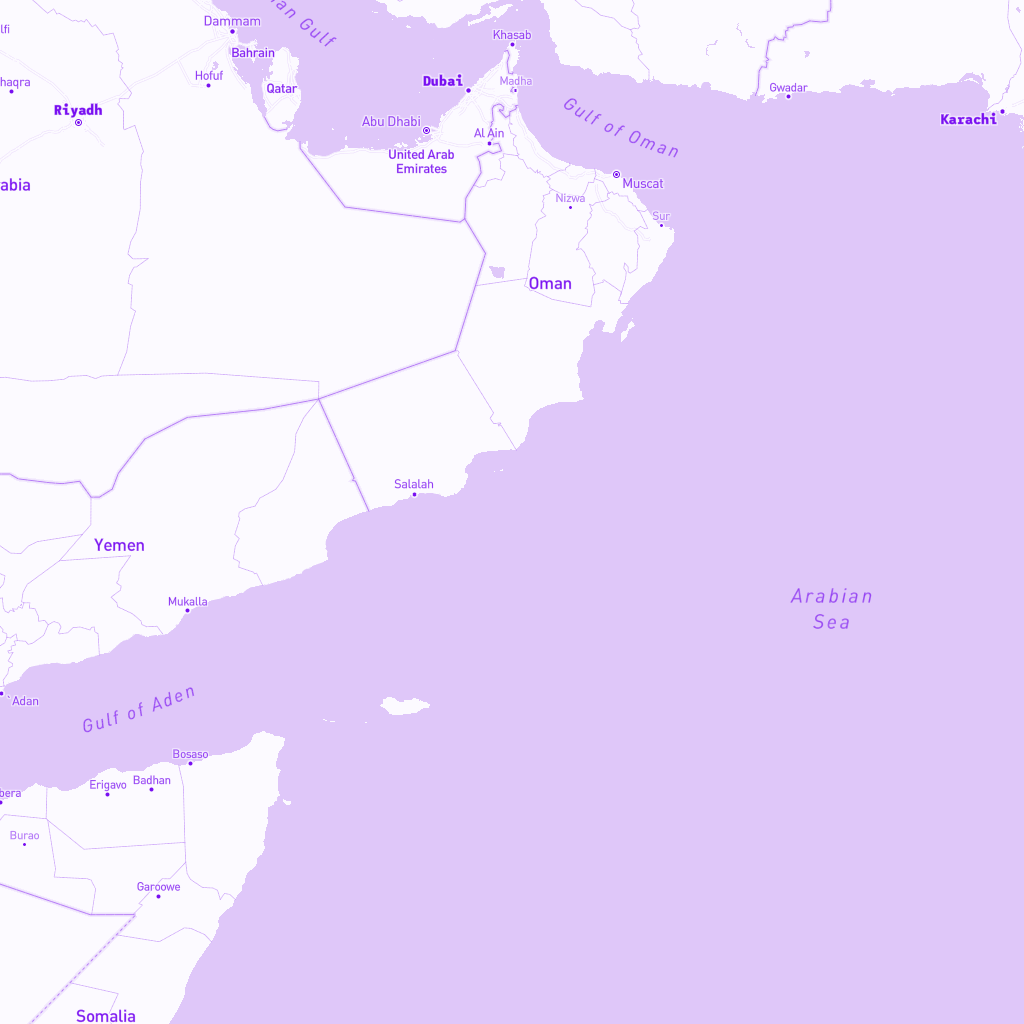 Dammam
an Gulf
Khasab
lfi
Bahrain
Hofuf
haqra
Qatar
Dubai
Madha
Gwadar
Riyadh
Abu Dhabi
Gulf of Oman
Karachi
Al Ain
United Arab
Emirates
abia
Muscat
Nizwa
Sur
Oman
Salalah
Yemen
Mukalla
Arabian
Sea
`Adan
Gulf of Aden
Bosaso
Erigavo
Badhan
bera
Burao
Garoowe
Somalia